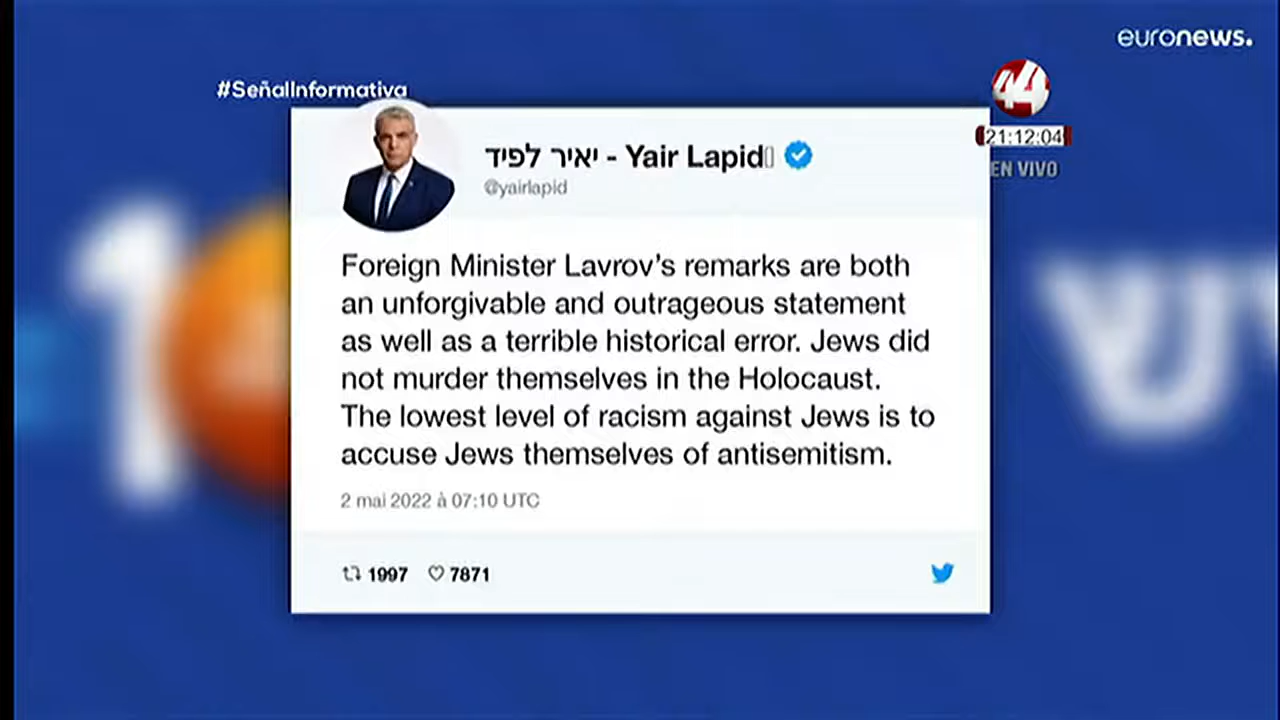 euronews.
#SeñalInformativa
44
21:12:04
EN VIVO
יאיר לפיד - Yair Lapid
@yairlapid
Foreign Minister Lavrov’s remarks are both
an unforgivable and outrageous statement
as well as a terrible historical error. Jews did
not murder themselves in the Holocaust.
The lowest level of racism against Jews is to
accuse Jews themselves of antisemitism.
2 mai 2022 à 07:10 UTC
1997 7871